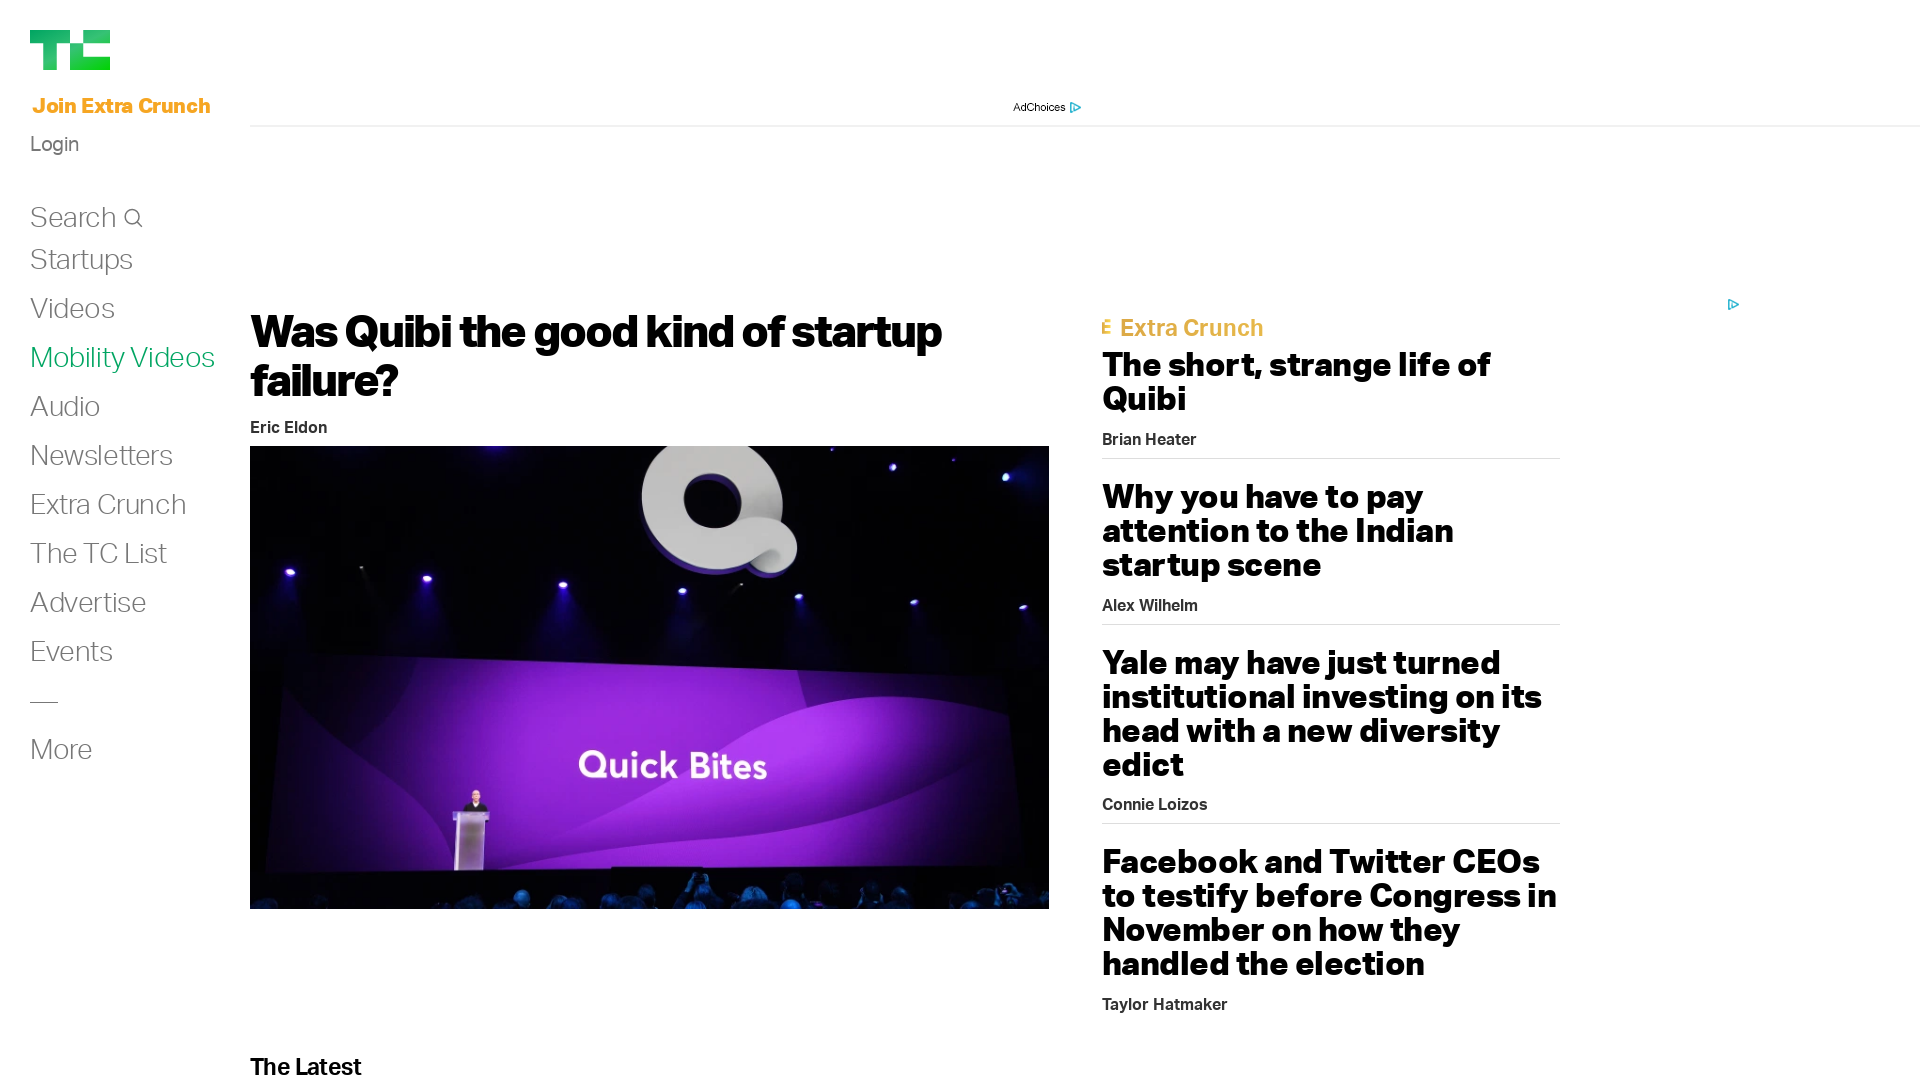 TC
Join Extra Crunch
Login
Search
Startups
Videos
Mobility Videos
Audio
Newsletters
Extra Crunch
The TC List
Advertise
Events
More
AdChoices
Was Quibi the good kind of startup
failure?
Eric Eldon
Quick Bites
Extra Crunch
The short, strange life of
Quibi
Brian Heater
Why you have to pay
attention to the Indian
startup scene
Alex Wilhelm
Yale may have just turned
institutional investing on its
head with a new diversity
edict
Connie Loizos
Facebook and Twitter CEOs
to testify before Congress in
November on how they
handled the election
Taylor Hatmaker
The Latest